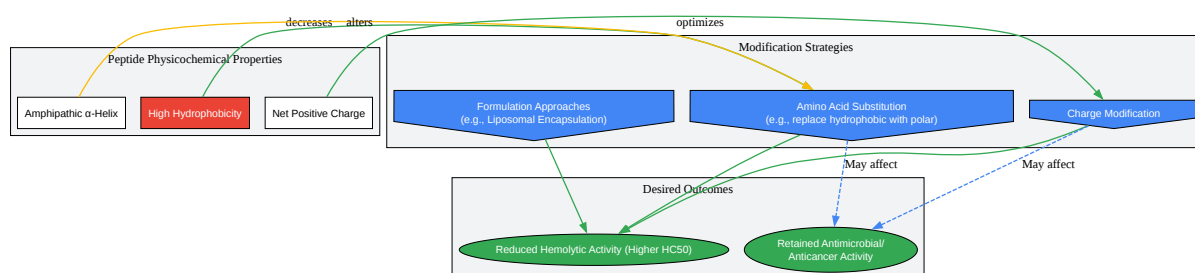 decreases
alters
optimizes
Peptide Physicochemical Properties
Modification Strategies
Amphipathic α-Helix
High Hydrophobicity
Net Positive Charge
Formulation Approaches
(e.g., Liposomal Encapsulation)
Amino Acid Substitution
(e.g., replace hydrophobic with polar)
Charge Modification
May affect
May affect
Desired Outcomes
Reduced Hemolytic Activity (Higher HC50)
Retained Antimicrobial/
Anticancer Activity